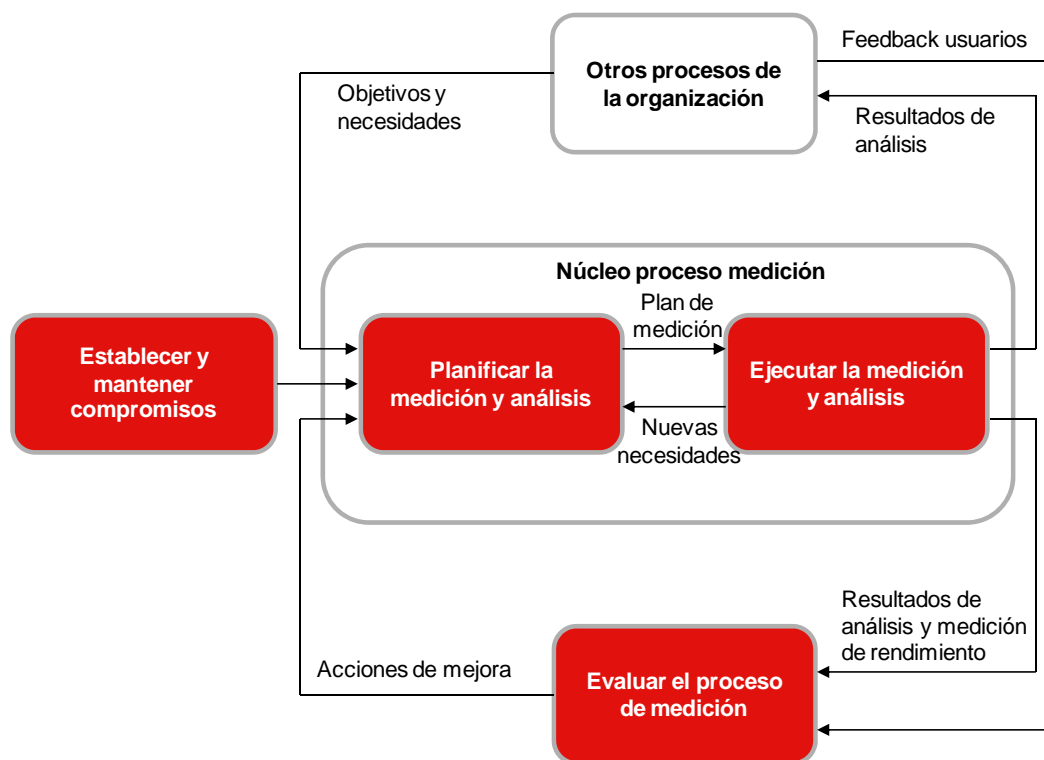 Feedback usuarios
Otros procesos de
la organización
Objetivos y
necesidades
Resultados de
análisis
Núcleo proceso medición
Plan de
medición
Establecer y
mantener
compromisos
Planificar la
medición y análisis
Ejecutar la medición
y análisis
Nuevas
necesidades
Resultados de
análisis y medición
de rendimiento
Acciones de mejora
Evaluar el proceso
de medición